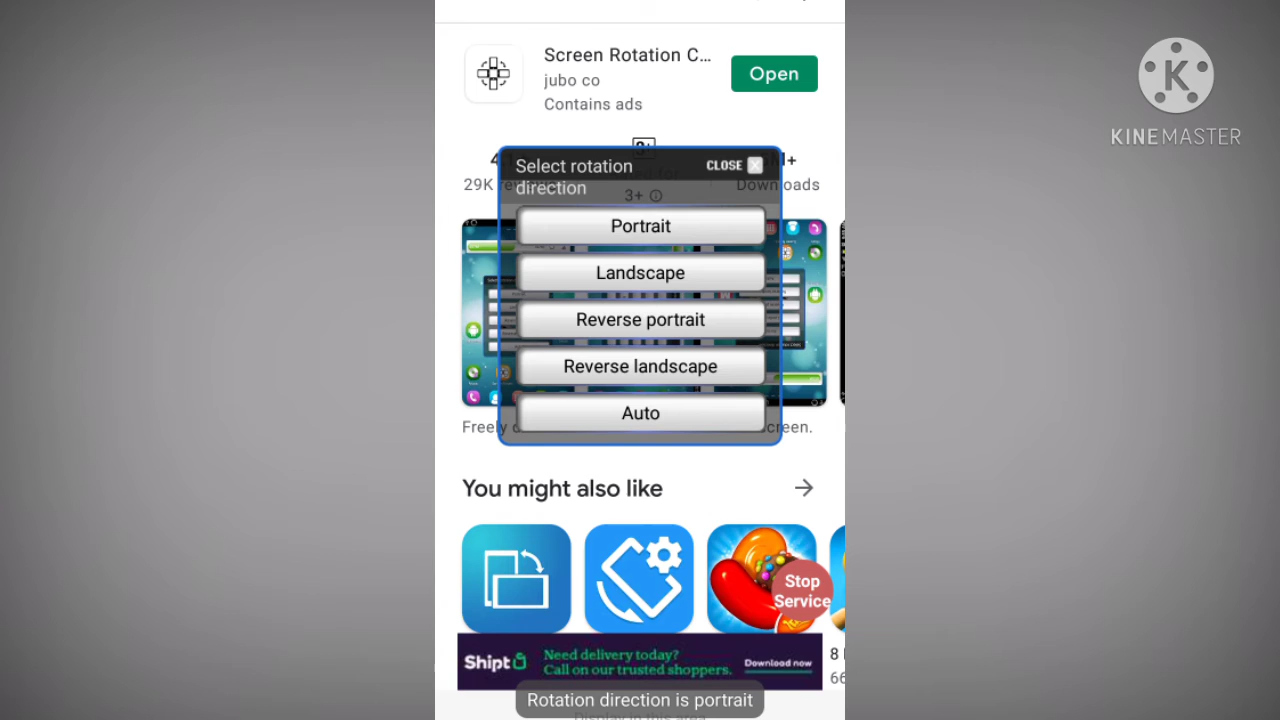 Screen Rotation C...
jubo co
Contains ads
Open
KINEMASTER
Select rotation
direction
CLOSE
3+
29K
Downloads
Portrait
Landscape
Reverse portrait
Reverse landscape
Auto
Freely
screen.
You might also like
Stop
Service
Shipt
Need delivery today?
Call on our trusted shoppers.
Download now
8
Rotation direction is portrait